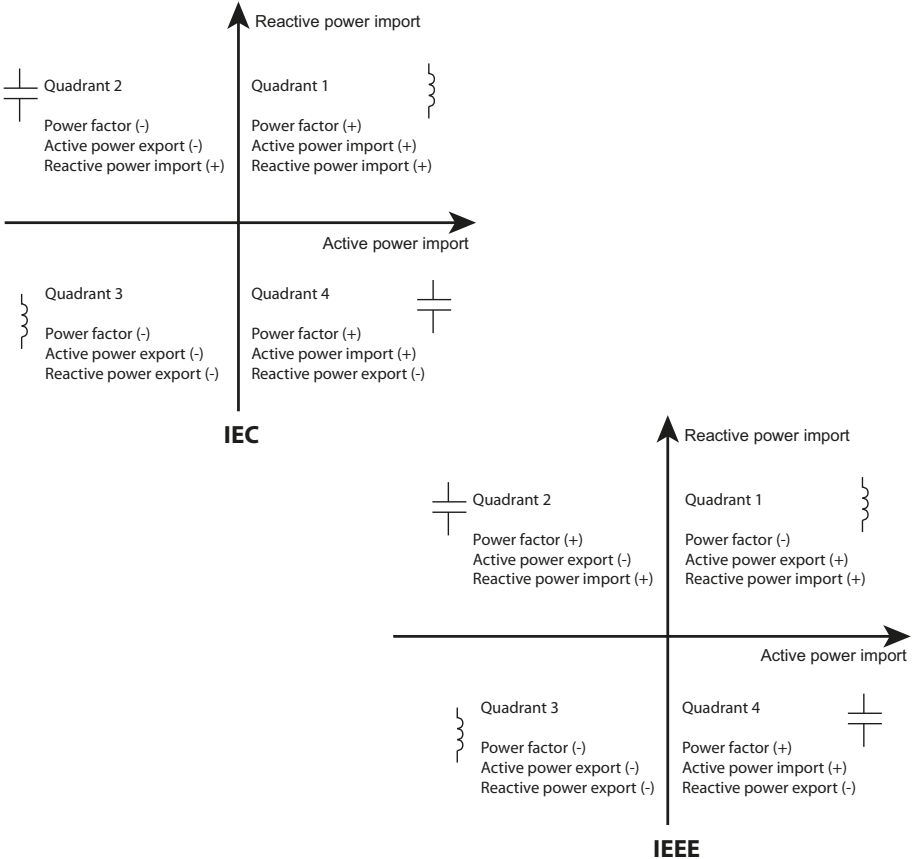 Reactive power import
Quadrant 2
Power factor (-)
Active power export (-)
Reactive power import (+)
Quadrant 1
Power factor (+)
Active power import (+)
Reactive power import (+)
Active power import
Quadrant 3
Power factor (-)
Active power export (-)
Reactive power export (-)
Quadrant 4
Power factor (+)
Active power import (+)
Reactive power export (-)
IEC
Reactive power import
Quadrant 2
Power factor (+)
Active power export (-)
Reactive power import (+)
Quadrant 1
Power factor (-)
Active power export (+)
Reactive power import (+)
Active power import
Quadrant 3
Power factor (-)
Active power export (-)
Reactive power export (-)
Quadrant 4
Power factor (+)
Active power import (+)
Reactive power export (-)
IEEE